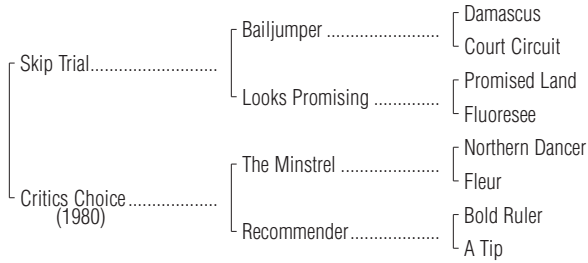 Damascus
Bailjumper ......................
Court Circuit
Skip Trial.........................
Promised Land
Looks Promising .............
Fluoresee
Northern Dancer
The Minstrel ...................
Fleur
Critics Choice .................
(1980)
Bold Ruler
Recommender.................
A Tip